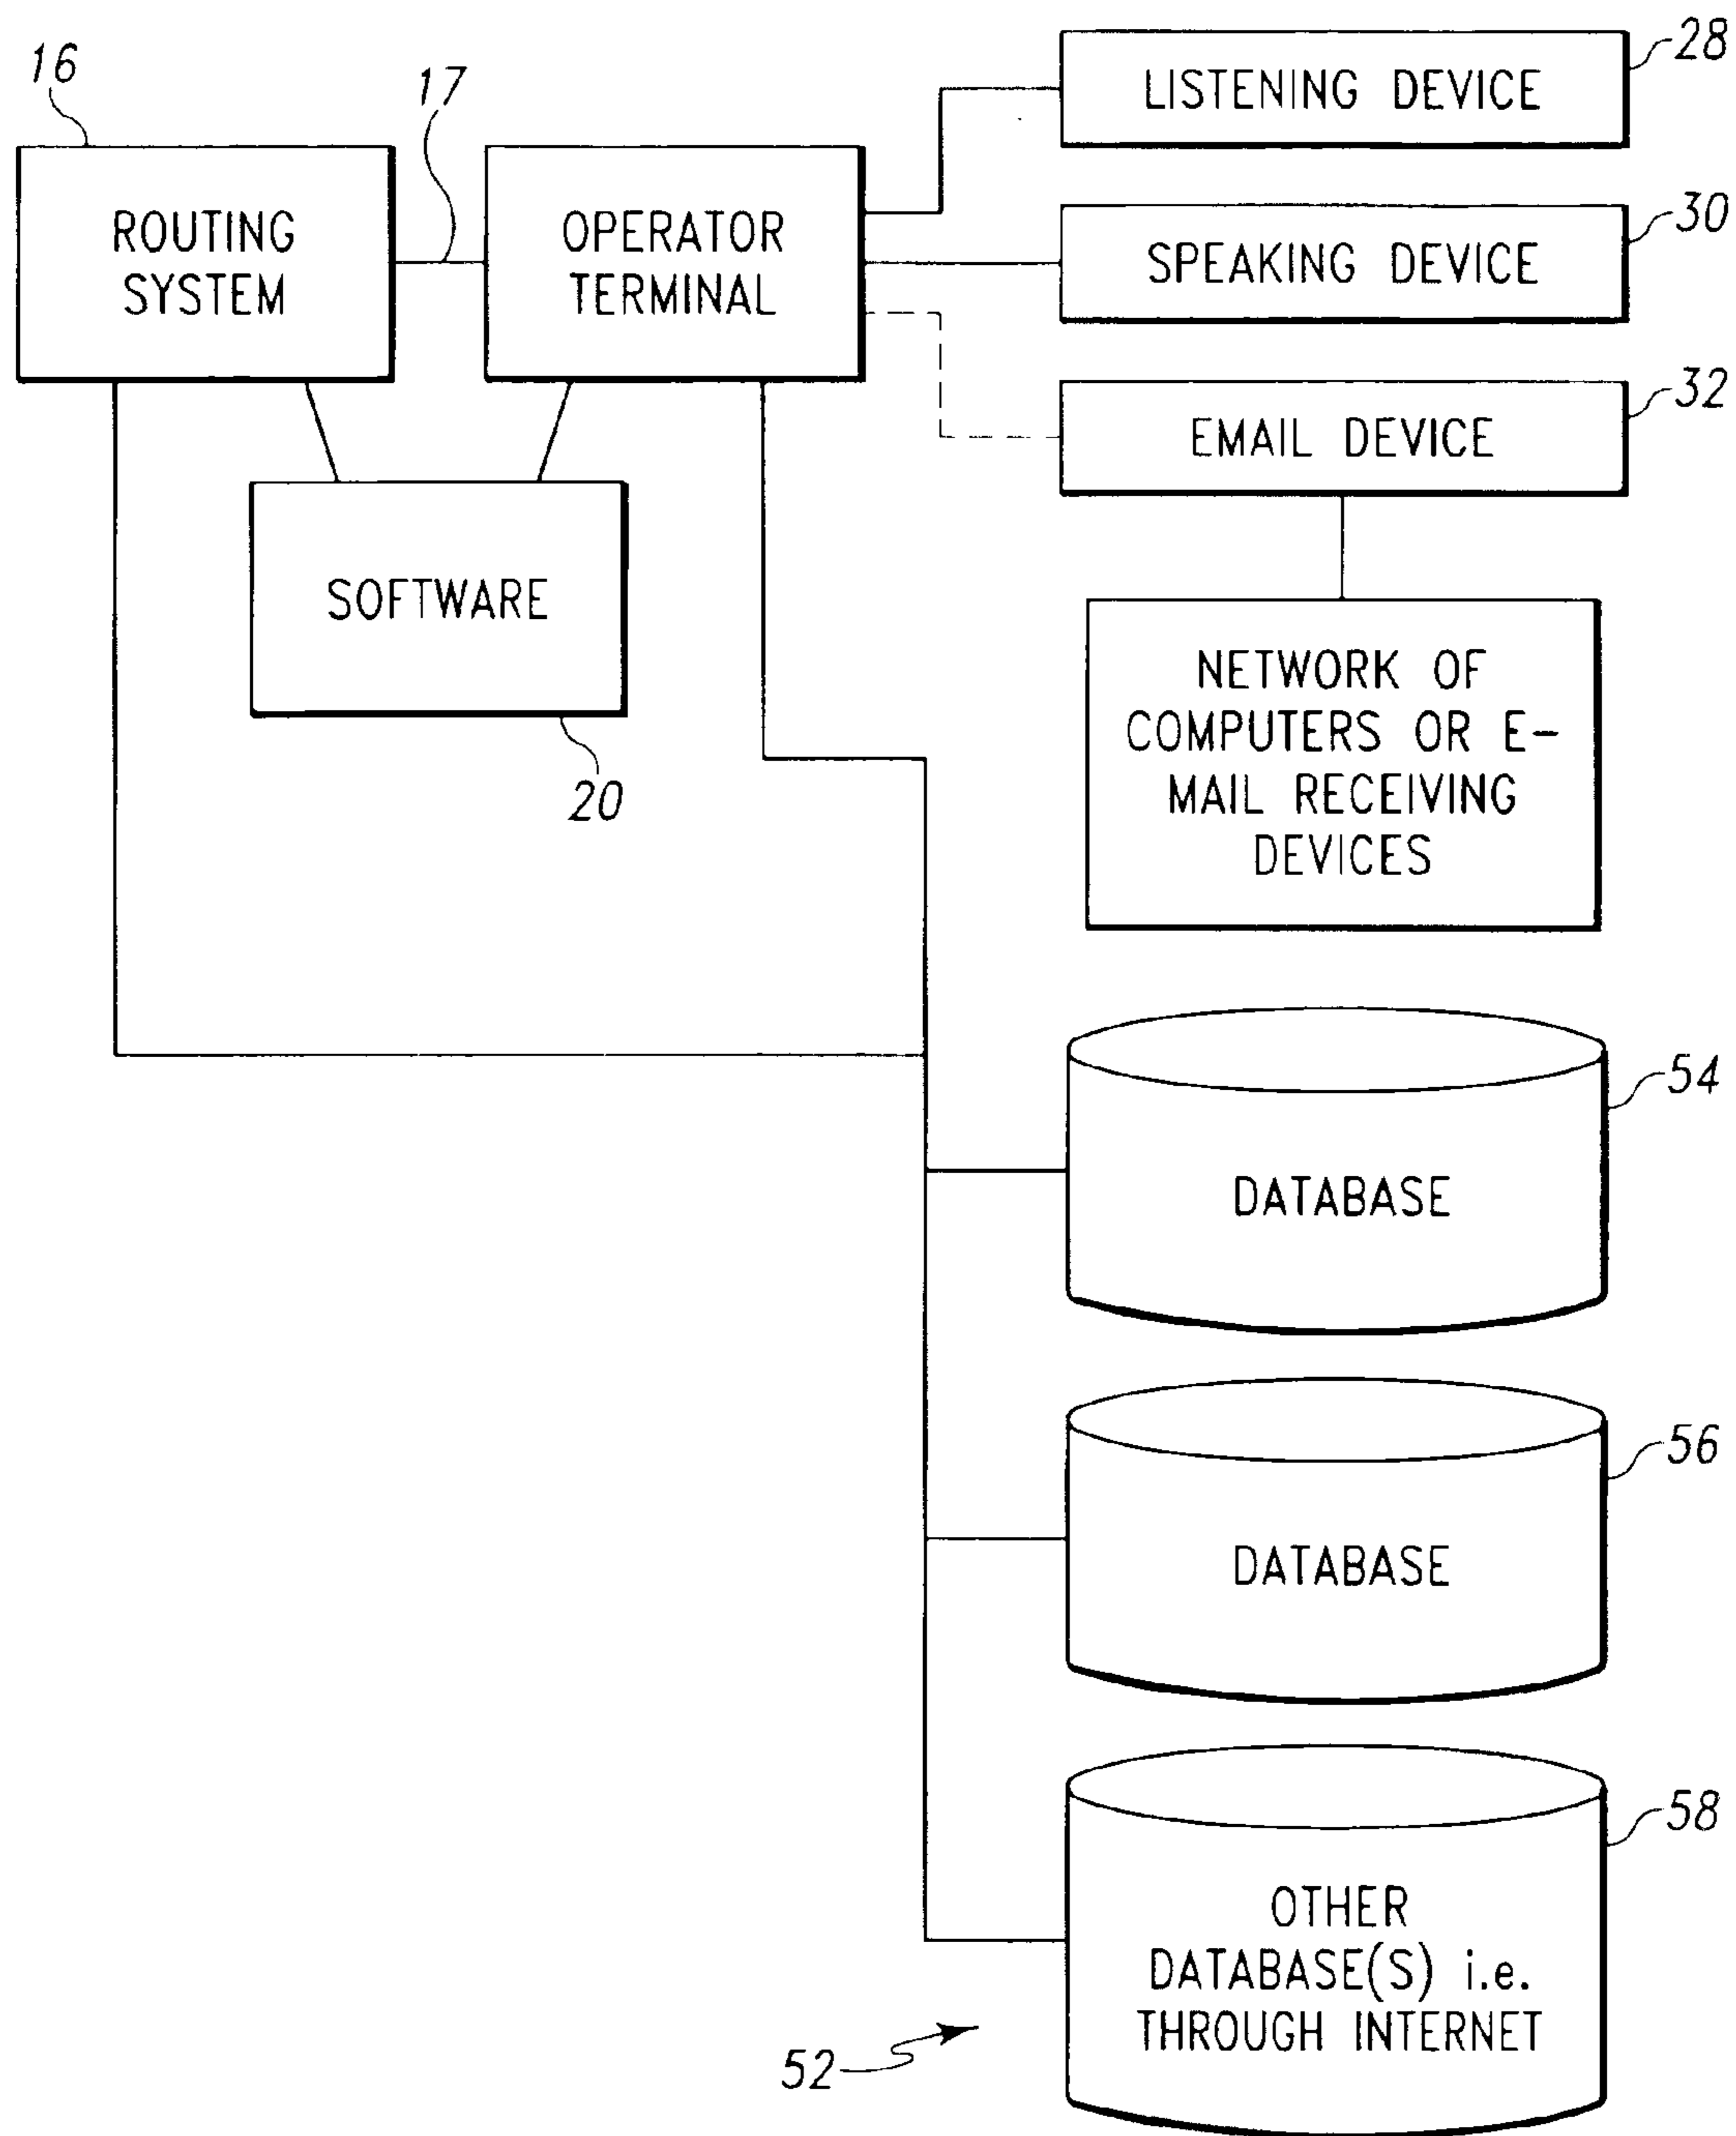 16
ROUTING
SYSTEM
17
OPERATOR
TERMINAL
LISTENING DEVICE
28
SPEAKING DEVICE
30
EMAIL DEVICE
32
SOFTWARE
20
NETWORK OF
COMPUTERS OR E-
MAIL RECEIVING
DEVICES
DATABASE
54
DATABASE
56
OTHER
DATABASE(S) i.e.
THROUGH INTERNET
58
52